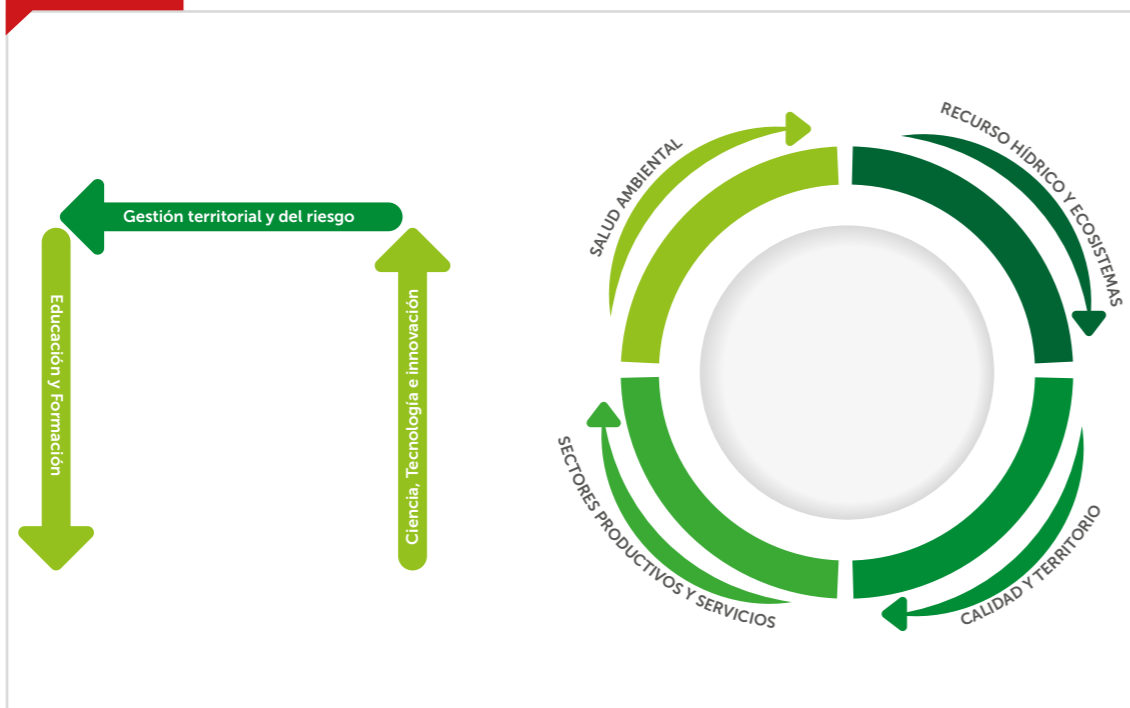 Gestión territorial y del riesgo
Educación y Formación
Ciencia, Tecnología e innovación
SALUD AMBIENTAL
RECURSO HÍDRICO Y ECOSISTEMAS
SECTORES PRODUCTIVOS Y SERVICIOS
CALIDAD Y TERRITORIO